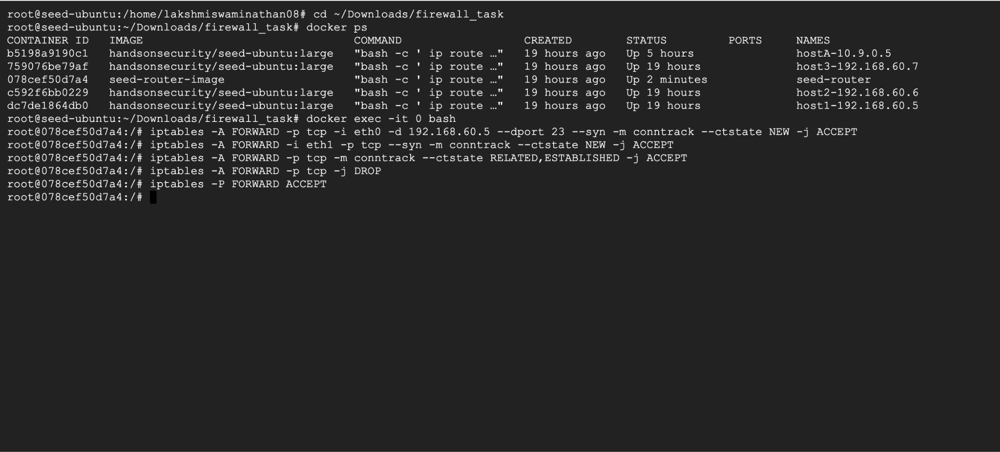 root@seed-ubuntu:/home/lakshmiswaminathan08# cd ~/Downloads/firewall_task
root@seed-ubuntu:~/Downloads/firewall_task# docker ps
CONTAINER ID   IMAGE                               COMMAND                  CREATED        STATUS         PORTS     NAMES
b5198a9190c1   handsonsecurity/seed-ubuntu:large   "bash -c ' ip route …"   19 hours ago   Up 5 hours               hostA-10.9.0.5
759076be79af   handsonsecurity/seed-ubuntu:large   "bash -c ' ip route …"   19 hours ago   Up 19 hours              host3-192.168.60.7
078cef50d7a4   seed-router-image                   "bash -c ' ip route …"   19 hours ago   Up 2 minutes             seed-router
c592f6bb0229   handsonsecurity/seed-ubuntu:large   "bash -c ' ip route …"   19 hours ago   Up 19 hours              host2-192.168.60.6
dc7de1864db0   handsonsecurity/seed-ubuntu:large   "bash -c ' ip route …"   19 hours ago   Up 19 hours              host1-192.168.60.5
root@seed-ubuntu:~/Downloads/firewall_task# docker exec -it 0 bash
root@078cef50d7a4:/# iptables -A FORWARD -p tcp -i eth0 -d 192.168.60.5 --dport 23 --syn -m conntrack --ctstate NEW -j ACCEPT
root@078cef50d7a4:/# iptables -A FORWARD -i eth1 -p tcp --syn -m conntrack --ctstate NEW -j ACCEPT
root@078cef50d7a4:/# iptables -A FORWARD -p tcp -m conntrack --ctstate RELATED,ESTABLISHED -j ACCEPT
root@078cef50d7a4:/# iptables -A FORWARD -p tcp -j DROP
root@078cef50d7a4:/# iptables -P FORWARD ACCEPT
root@078cef50d7a4:/#